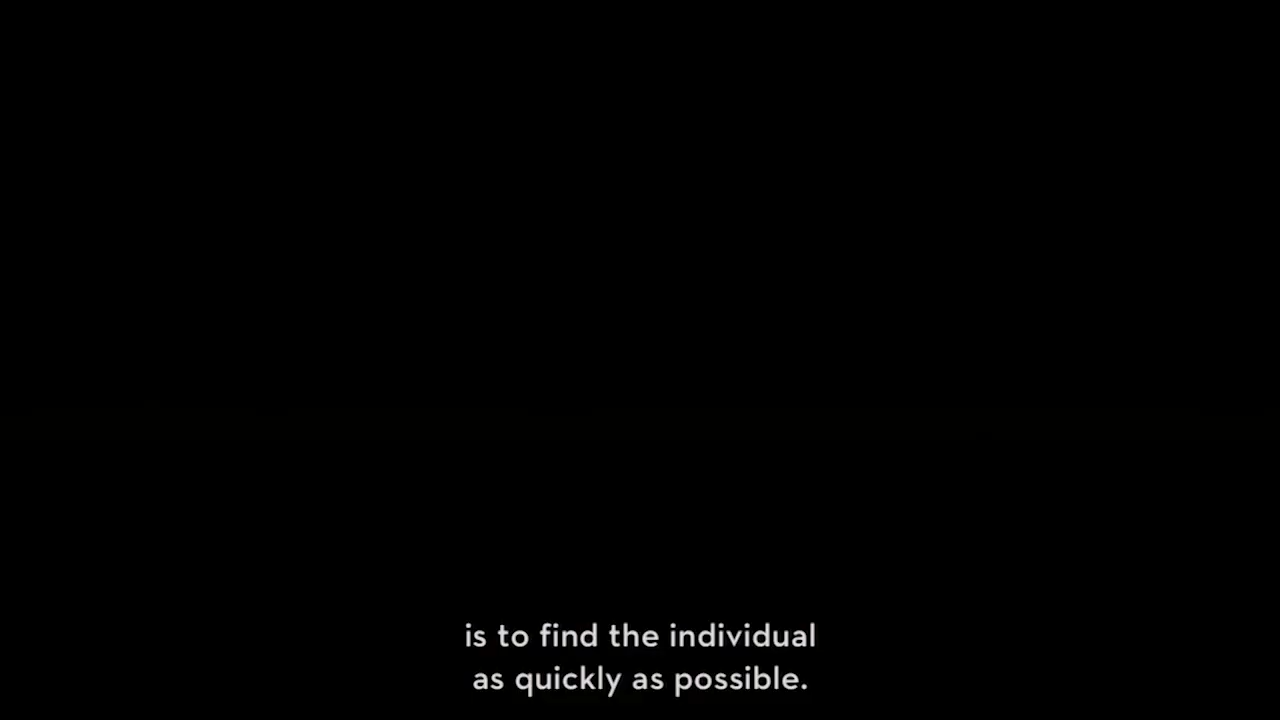 is to find the individual
as quickly as possible.